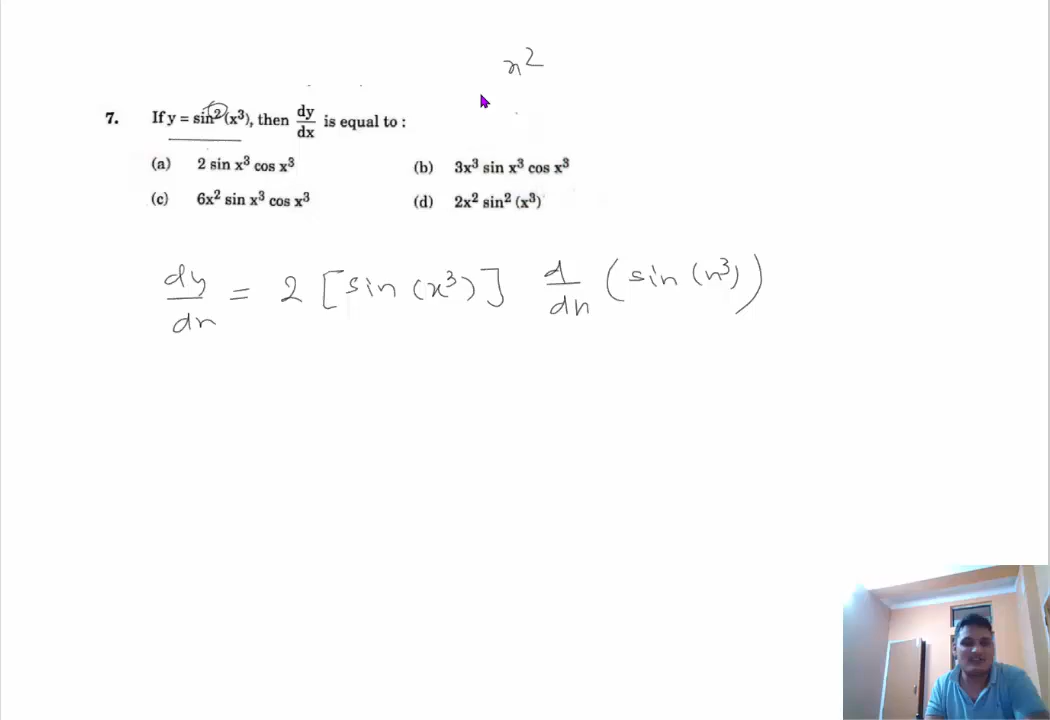 x²
7. If y = sin² (x³), then dy/dx is equal to :
(a) 2 sin x³ cos x³ (b) 3x³ sin x³ cos x³
(c) 6x² sin x³ cos x³ (d) 2x² sin² (x³)
dy/dx = 2 [sin (x³)] d/dx (sin (x³))